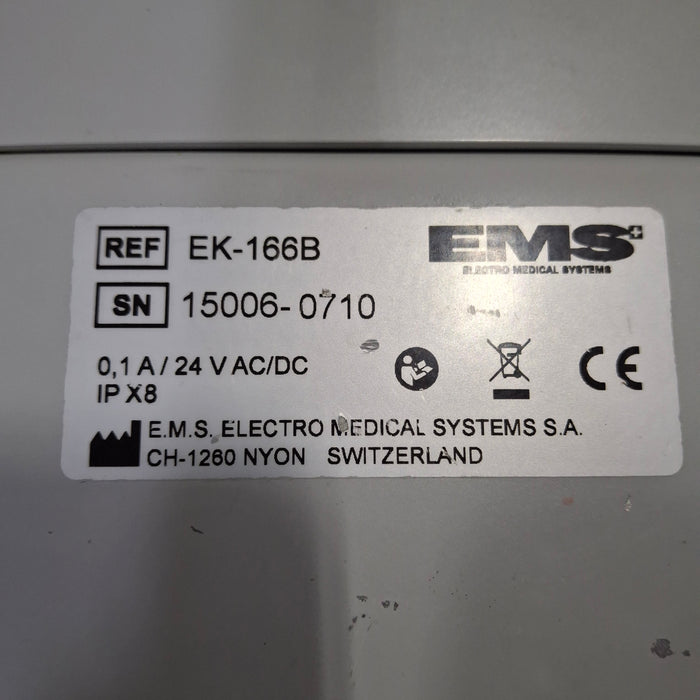 REF EK-166B
EMS+
ELECTRO MEDICAL SYSTEMS
SN 15006-0710
0,1 A / 24 V AC/DC
IP X8
CE
E.M.S. ELECTRO MEDICAL SYSTEMS S.A.
CH-1260 NYON SWITZERLAND